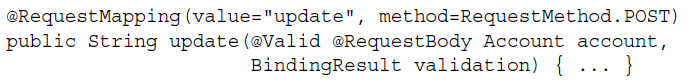 @RequestMapping(value="update", method=RequestMethod.POST)
public String update(@Valid @RequestBody Account account,
                     BindingResult validation) { ... }